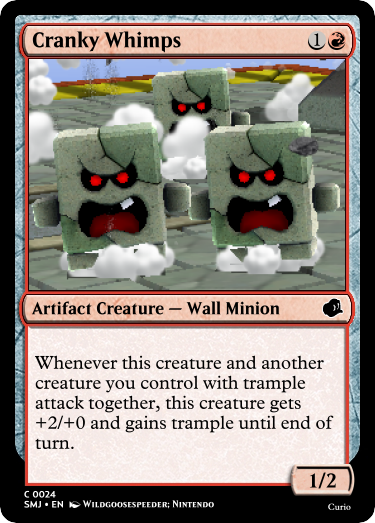 Cranky Whimps
1
Artifact Creature — Wall Minion
Whenever this creature and another
creature you control with trample
attack together, this creature gets
+2/+0 and gains trample until end of
turn.
1/2
C 0024
SMJ • EN Wildgoosespeeder; Nintendo
Curio